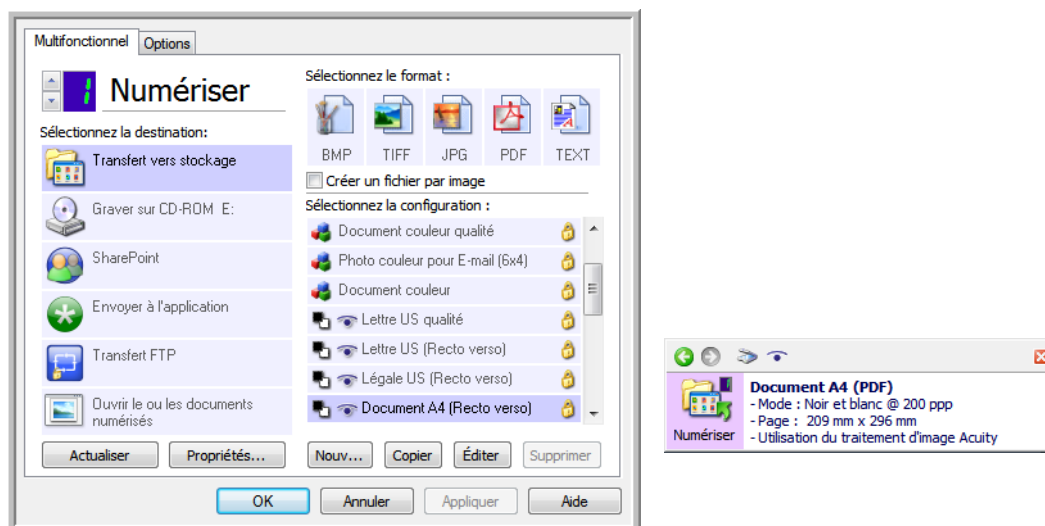 Multifonctionnel
Options
1
Numériser
Sélectionnez la destination:
Transfert vers stockage
Graver sur CD-ROM E:
SharePoint
Envoyer à l'application
Transfert FTP
Ouvrir le ou les documents
numérisés
Actualiser
Propriétés...
Sélectionnez le format :
BMP
TIFF
JPG
PDF
TEXT
Créer un fichier par image
Sélectionnez la configuration :
Document couleur qualité
Photo couleur pour E-mail (6x4)
Document couleur
Lettre US qualité
Lettre US (Recto verso)
Légale US (Recto verso)
Document A4 (Recto verso)
Nouv...
Copier
Éditer
Supprimer
OK
Annuler
Appliquer
Aide
Numériser
Document A4 (PDF)
- Mode : Noir et blanc @ 200 ppp
- Page : 209 mm x 296 mm
- Utilisation du traitement d'image Acuity